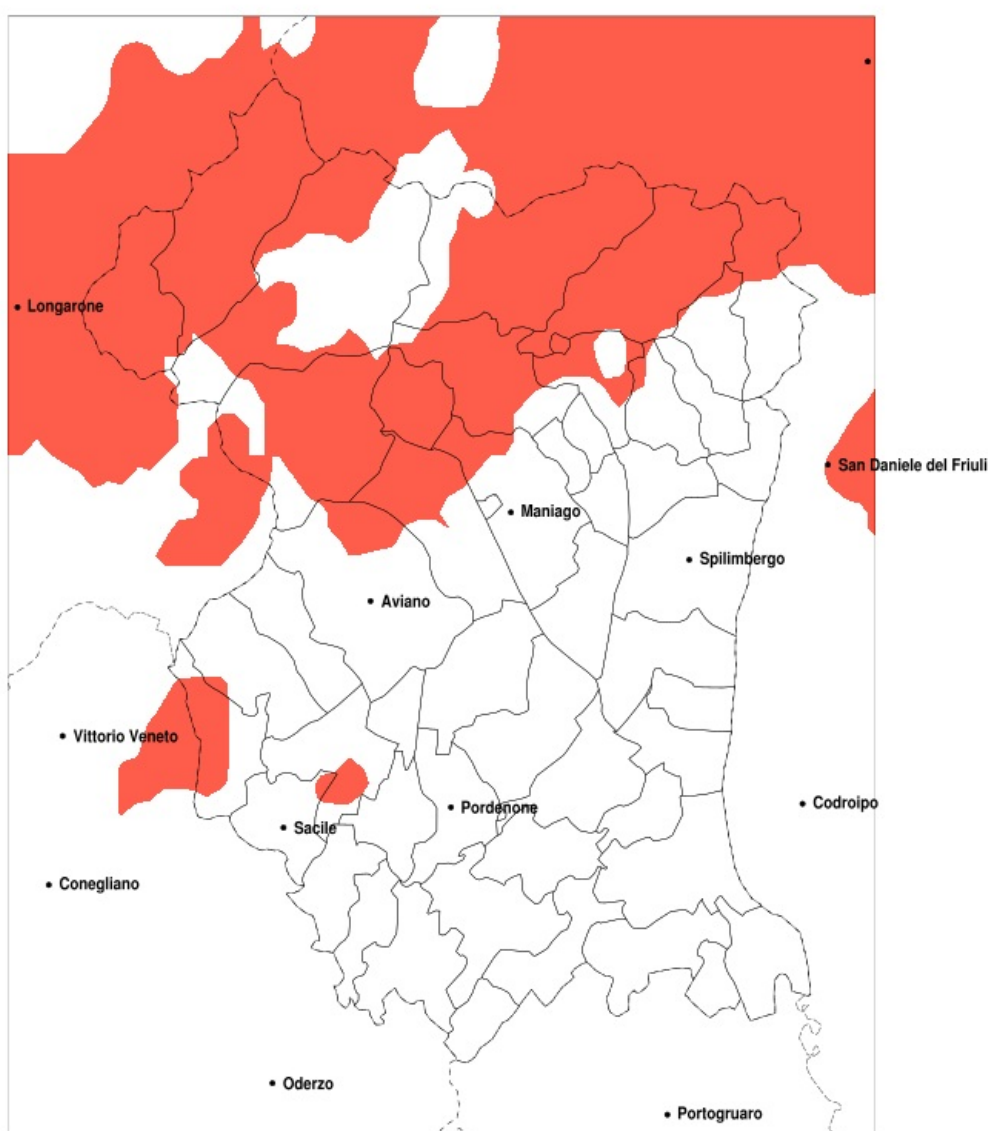 Longarone
San Daniele del Friuli
Maniago
Spilimbergo
Aviano
Vittorio Veneto
Codroipo
Pordenone
Sacile
Conegliano
Oderzo
Portogruaro